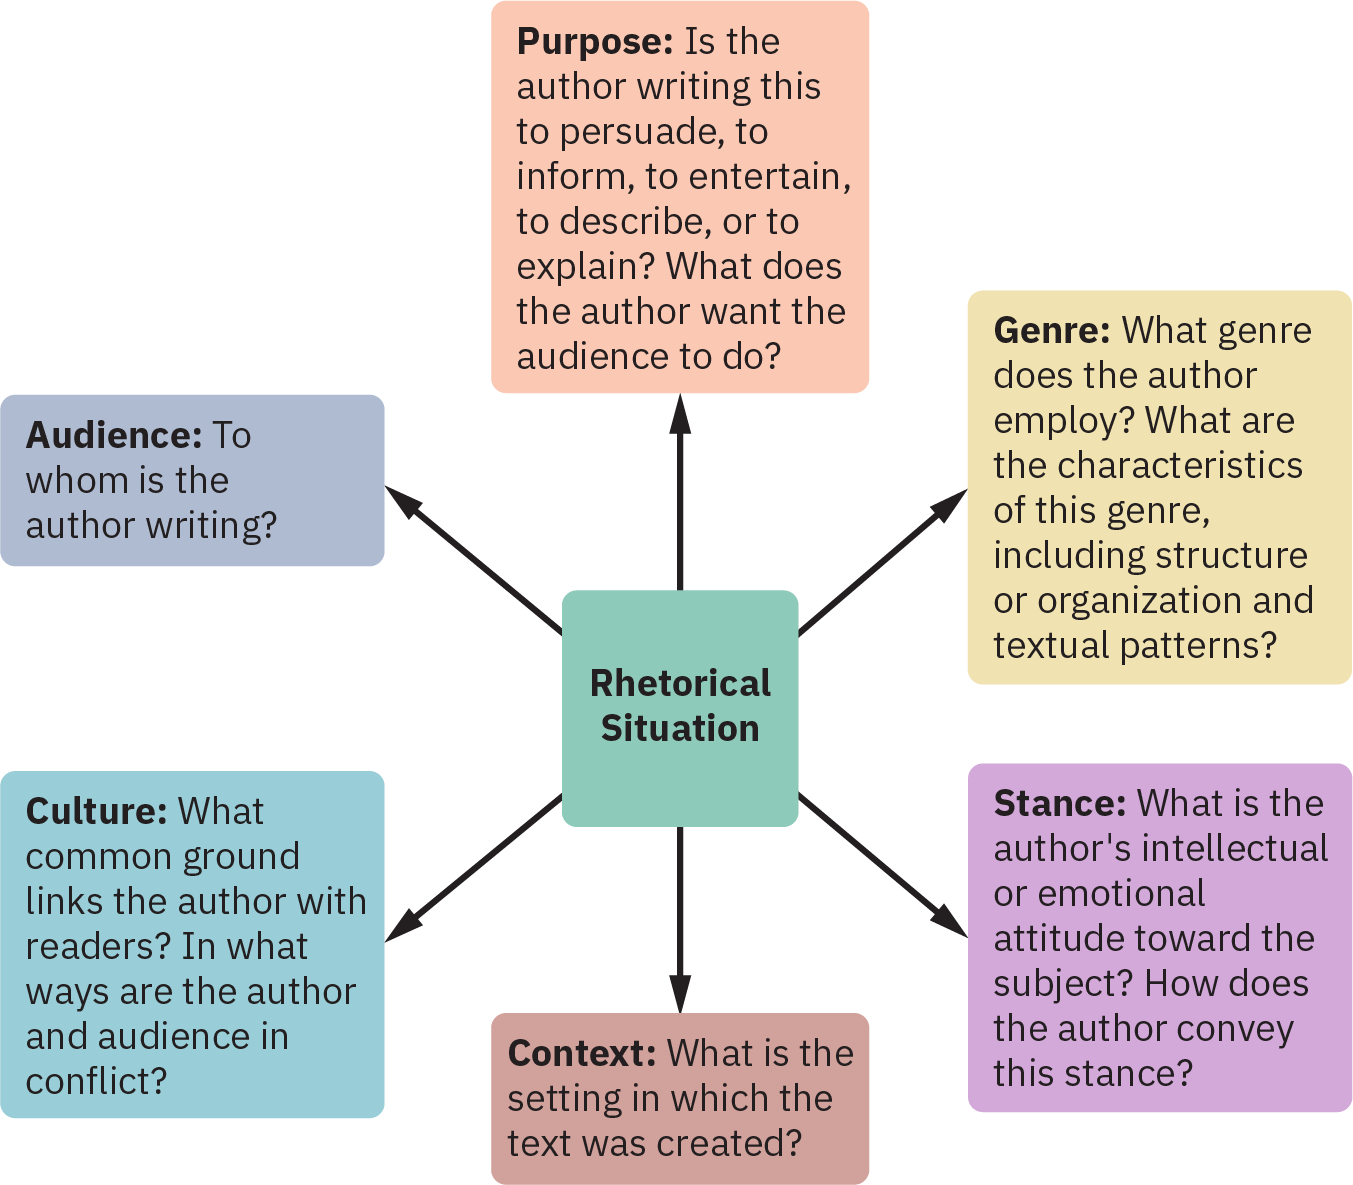 Purpose: Is the
author writing this
to persuade, to
inform, to entertain,
to describe, or to
explain? What does
the author want the
audience to do?
Genre: What genre
does the author
employ? What are
the characteristics
of this genre,
including structure
or organization and
textual patterns?
Audience: To
whom is the
author writing?
Rhetorical
Situation
Culture: What
common ground
links the author with
readers? In what
ways are the author
and audience in
conflict?
Stance: What is the
author's intellectual
or emotional
attitude toward the
subject? How does
the author convey
this stance?
Context: What is the
setting in which the
text was created?